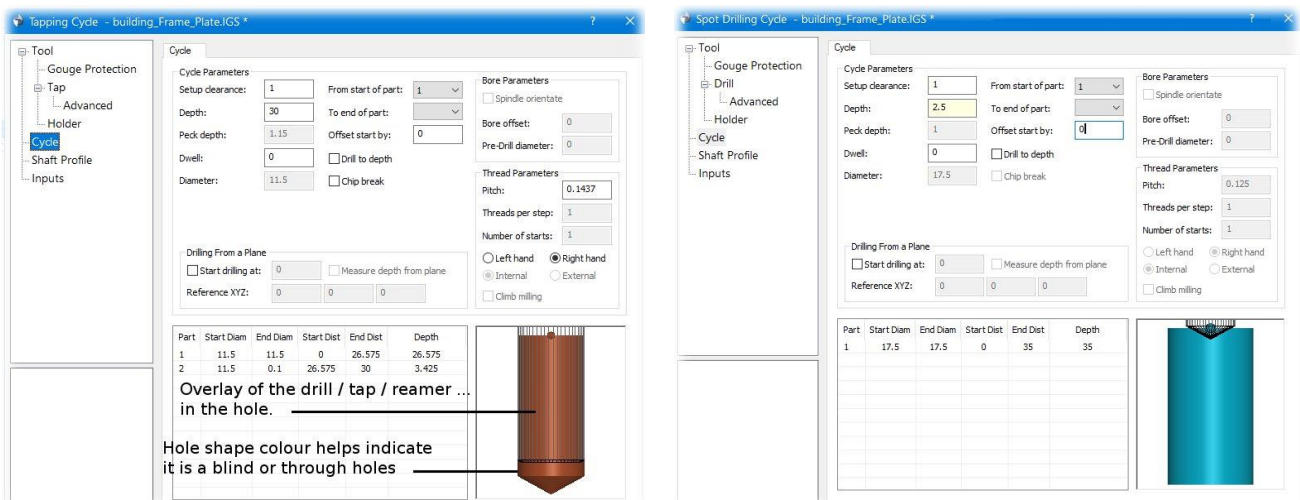 Tapping Cycle - building_Frame_Plate.IGS *
? ×
Tool
Gouge Protection
Tap
Advanced
Holder
Cycle
Shaft Profile
Inputs
Cycle
Cycle Parameters
Setup clearance: 1 From start of part: 1
Depth: 30 To end of part:
Peck depth: 1.15 Offset start by: 0
Dwell: 0 Drill to depth
Diameter: 11.5 Chip break
Bore Parameters
Spindle orientate
Bore offset: 0
Pre-Drill diameter: 0
Thread Parameters
Pitch: 0.1437
Threads per step: 1
Number of starts: 1
Left hand Right hand
Internal External
Climb milling
Drilling From a Plane
Start drilling at: 0 Measure depth from plane
Reference XYZ: 0 0 0
Part Start Diam End Diam Start Dist End Dist Depth
1 11.5 11.5 0 26.575 26.575
2 11.5 0.1 26.575 30 3.425
Overlay of the drill / tap / reamer ...
in the hole.
Hole shape colour helps indicate
it is a blind or through holes
Spot Drilling Cycle - building_Frame_Plate.IGS *
? ×
Tool
Gouge Protection
Drill
Advanced
Holder
Cycle
Shaft Profile
Inputs
Cycle
Cycle Parameters
Setup clearance: 1 From start of part: 1
Depth: 2.5 To end of part:
Peck depth: 1 Offset start by: 0
Dwell: 0 Drill to depth
Diameter: 17.5 Chip break
Bore Parameters
Spindle orientate
Bore offset: 0
Pre-Drill diameter: 0
Thread Parameters
Pitch: 0.125
Threads per step: 1
Number of starts: 1
Left hand Right hand
Internal External
Climb milling
Drilling From a Plane
Start drilling at: 0 Measure depth from plane
Reference XYZ: 0 0 0
Part Start Diam End Diam Start Dist End Dist Depth
1 17.5 17.5 0 35 35